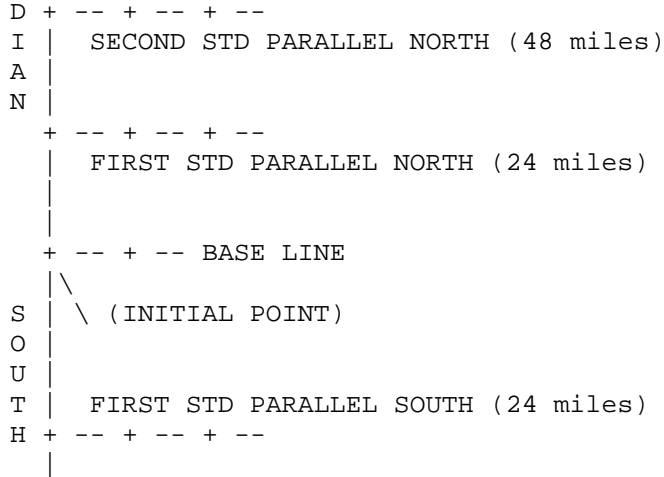 D + -- + -- + --
I | SECOND STD PARALLEL NORTH (48 miles)
A |
N |
+ -- + -- + --
| FIRST STD PARALLEL NORTH (24 miles)
|
|
+ -- + -- BASE LINE
|\
S | \ (INITIAL POINT)
O |
U |
T | FIRST STD PARALLEL SOUTH (24 miles)
H + -- + -- + --
|